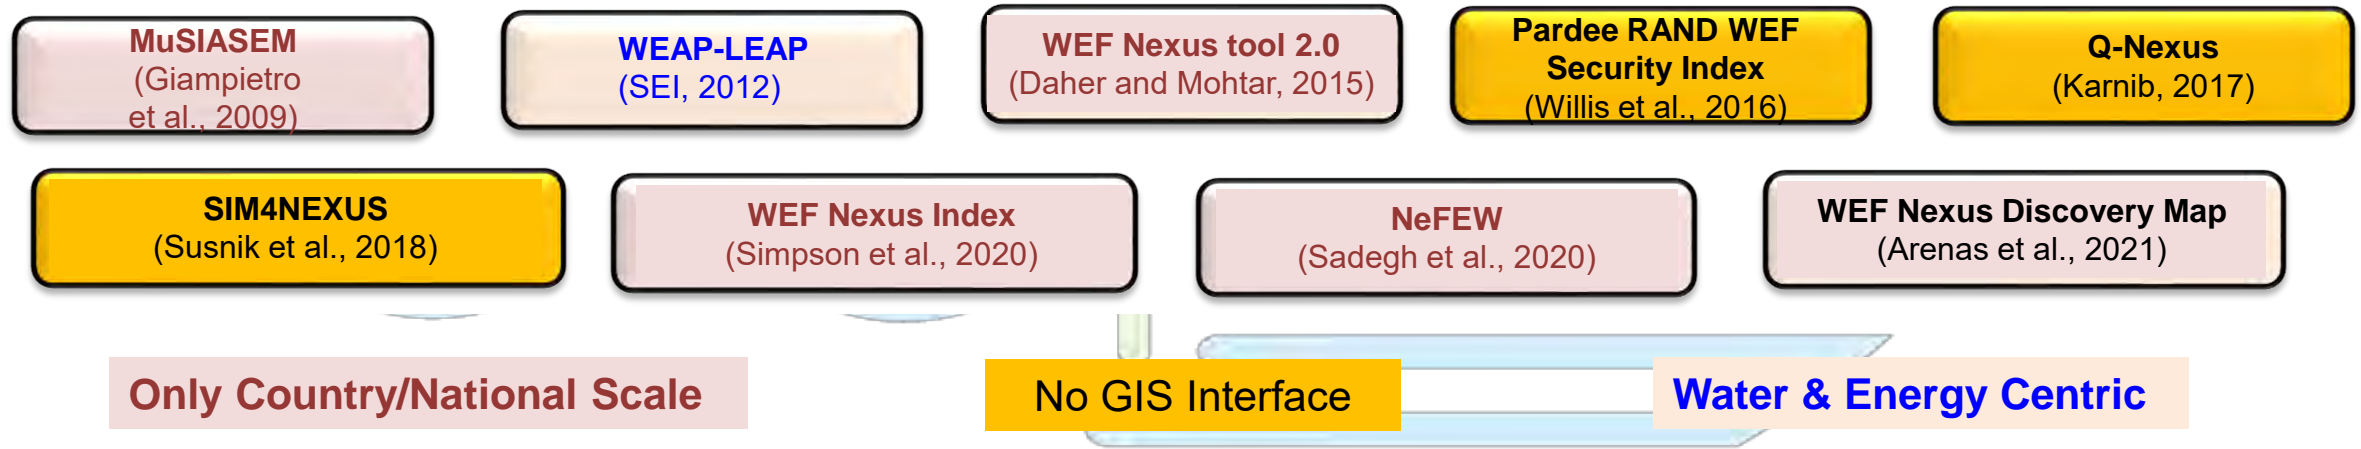 MuSIASEM
(Giampietro
et al., 2009)
WEAP-LEAP
(SEI, 2012)
WEF Nexus tool 2.0
(Daher and Mohtar, 2015)
Pardee RAND WEF
Security Index
(Willis et al., 2016)
Q-Nexus
(Karnib, 2017)
SIM4NEXUS
(Susnik et al., 2018)
WEF Nexus Index
(Simpson et al., 2020)
NeFEW
(Sadegh et al., 2020)
WEF Nexus Discovery Map
(Arenas et al., 2021)
Only Country/National Scale
No GIS Interface
Water & Energy Centric